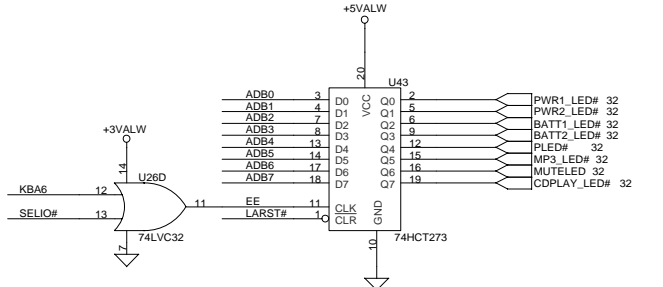 +5VALW
20
U43
ADB0 3 D0 VCC Q0 2 PWR1_LED# 32
ADB1 4 D1 Q1 5 PWR2_LED# 32
ADB2 7 D2 Q2 6 BATT1_LED# 32
ADB3 8 D3 Q3 9 BATT2_LED# 32
ADB4 13 D4 Q4 12 PLED# 32
ADB5 14 D5 Q5 15 MP3_LED# 32
ADB6 17 D6 Q6 16 MUTELED 32
ADB7 18 D7 Q7 19 CDPLAY_LED# 32
+3VALW
14
U26D
KBA6 12
SELIO# 13
11 EE 11 CLK
LARST# 1 CLR GND
7
74LVC32
10
74HCT273